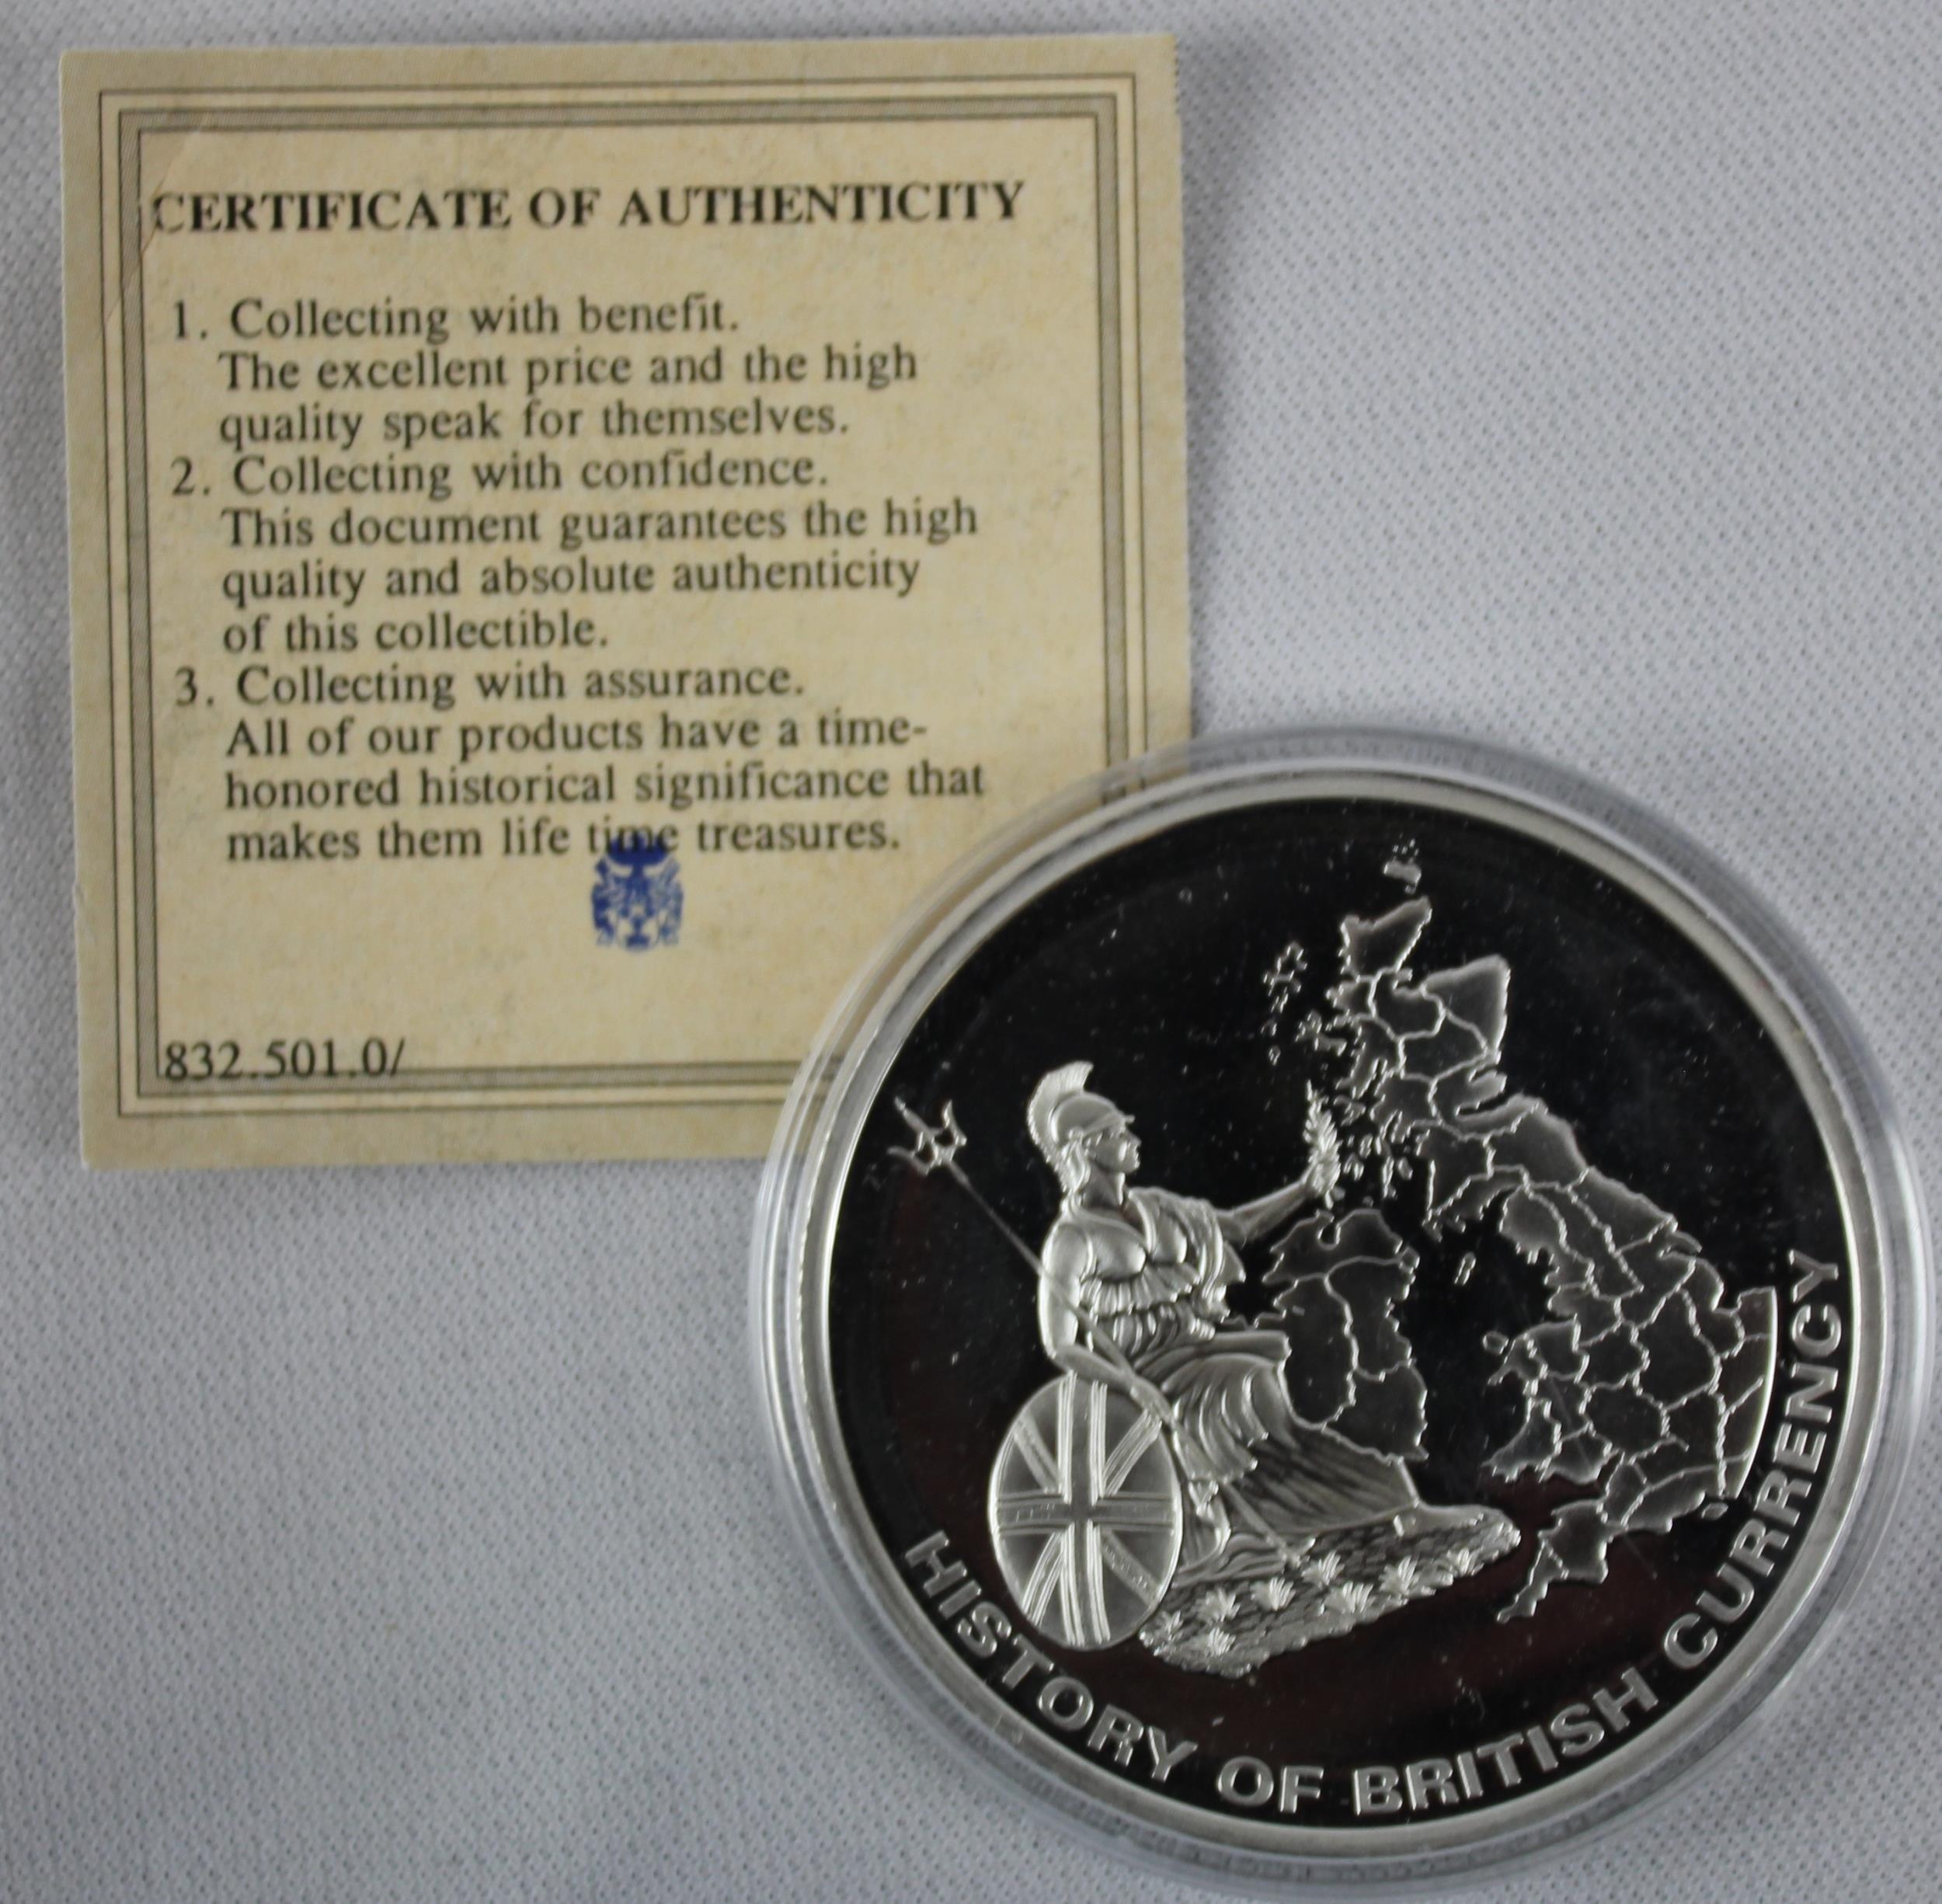 CERTIFICATE OF AUTHENTICITY
1. Collecting with benefit.
The excellent price and the high
quality speak for themselves.
2. Collecting with confidence.
This document guarantees the high
quality and absolute authenticity
of this collectible.
3. Collecting with assurance.
All of our products have a time-
honored historical significance that
makes them life time treasures.
832.501.0/
HISTORY OF BRITISH CURRENCY